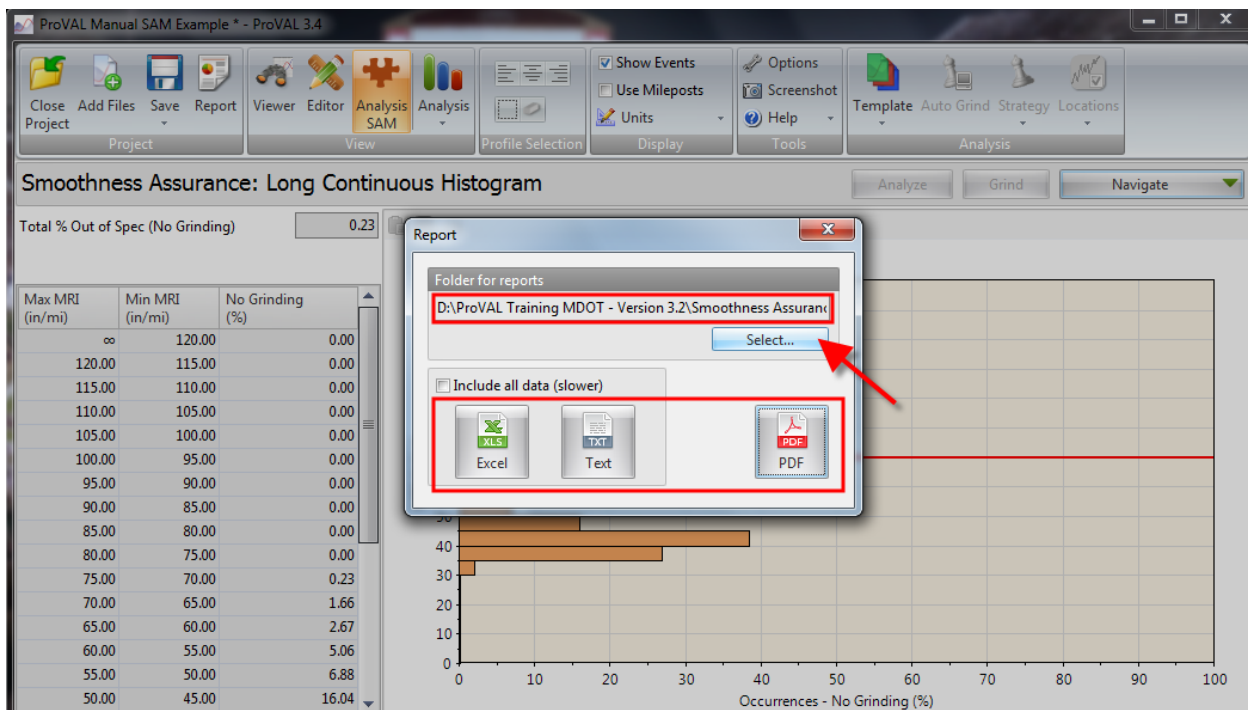 ProVAL Manual SAM Example * - ProVAL 3.4
Close Project
Add Files
Save
Report
Project
Viewer
Editor
Analysis SAM
Analysis
View
Profile Selection
Show Events
Use Mileposts
Units
Display
Options
Screenshot
Help
Tools
Template
Auto Grind
Strategy
Locations
Analysis
Smoothness Assurance: Long Continuous Histogram
Analyze
Grind
Navigate
Total % Out of Spec (No Grinding) 0.23
Max MRI (in/mi) Min MRI (in/mi) No Grinding (%)
∞ 120.00 0.00
120.00 115.00 0.00
115.00 110.00 0.00
110.00 105.00 0.00
105.00 100.00 0.00
100.00 95.00 0.00
95.00 90.00 0.00
90.00 85.00 0.00
85.00 80.00 0.00
80.00 75.00 0.00
75.00 70.00 0.23
70.00 65.00 1.66
65.00 60.00 2.67
60.00 55.00 5.06
55.00 50.00 6.88
50.00 45.00 16.04
Report
Folder for reports
D:\ProVAL Training MDOT - Version 3.2\Smoothness Assuranc
Select...
Include all data (slower)
XLS
Excel
TXT
Text
PDF
PDF
50
40
30
20
10
0
0 10 20 30 40 50 60 70 80 90 100
Occurrences - No Grinding (%)